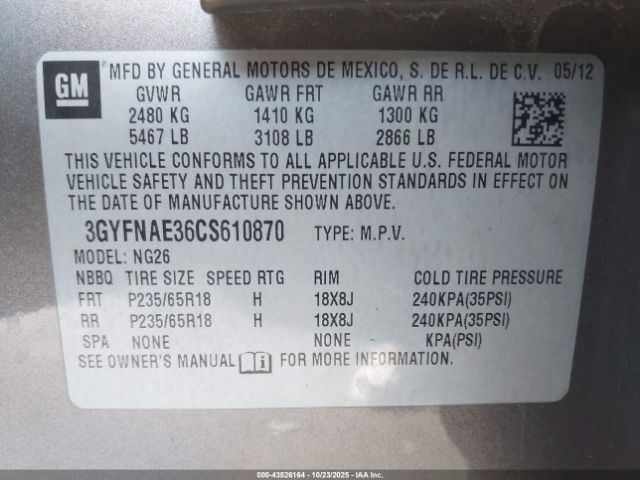 GM
MFD BY GENERAL MOTORS DE MEXICO, S. DE R.L. DE C.V. 05/12
GVWR GAWR FRT GAWR RR
2480 KG 1410 KG 1300 KG
5467 LB 3108 LB 2866 LB
THIS VEHICLE CONFORMS TO ALL APPLICABLE U.S. FEDERAL MOTOR
VEHICLE SAFETY AND THEFT PREVENTION STANDARDS IN EFFECT ON
THE DATE OF MANUFACTURE SHOWN ABOVE.
3GYFNAE36CS610870 TYPE: M.P.V.
MODEL: NG26
NBBQ TIRE SIZE SPEED RTG RIM COLD TIRE PRESSURE
FRT P235/65R18 H 18X8J 240KPA(35PSI)
RR P235/65R18 H 18X8J 240KPA(35PSI)
SPA NONE NONE KPA(PSI)
SEE OWNER'S MANUAL FOR MORE INFORMATION.
000-43526164 - 10/23/2025 - IAA Inc.